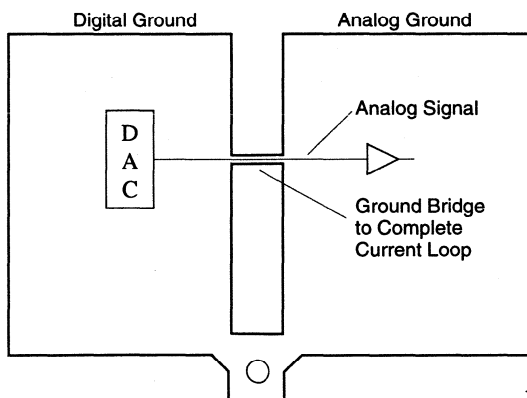 Digital Ground
Analog Ground
D
A
C
Analog Signal
Ground Bridge
to Complete
Current Loop